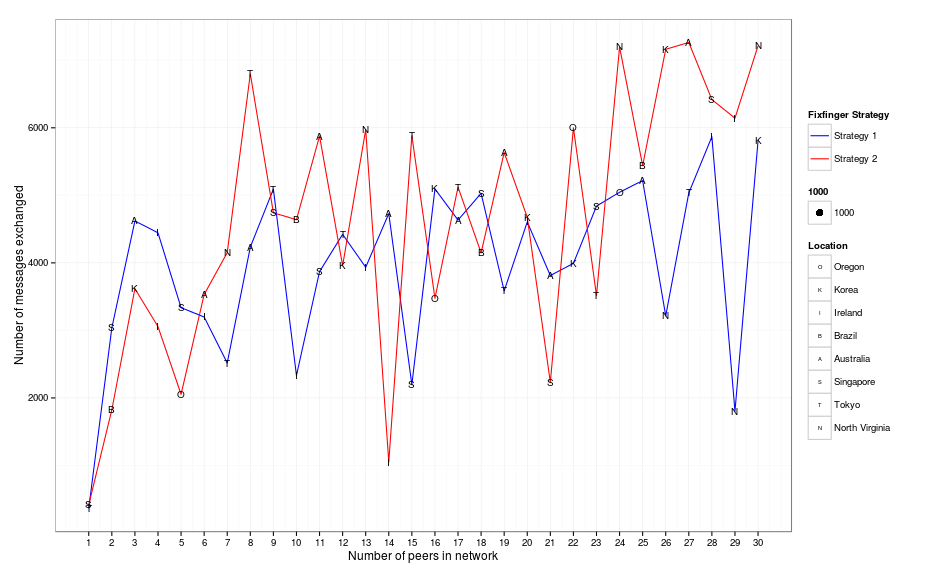 Number of messages exchanged
6000
4000
2000
S B S K A I I S O A I T N T A S T B I A S T K I N A I T S K O A T S B A T K A A S O K S T N O B A N K T A S I N N K
1 2 3 4 5 6 7 8 9 10 11 12 13 14 15 16 17 18 19 20 21 22 23 24 25 26 27 28 29 30
Number of peers in network
Fixfinger Strategy
Strategy 1
Strategy 2
1000
1000
Location
O Oregon
K Korea
I Ireland
B Brazil
A Australia
S Singapore
T Tokyo
N North Virginia